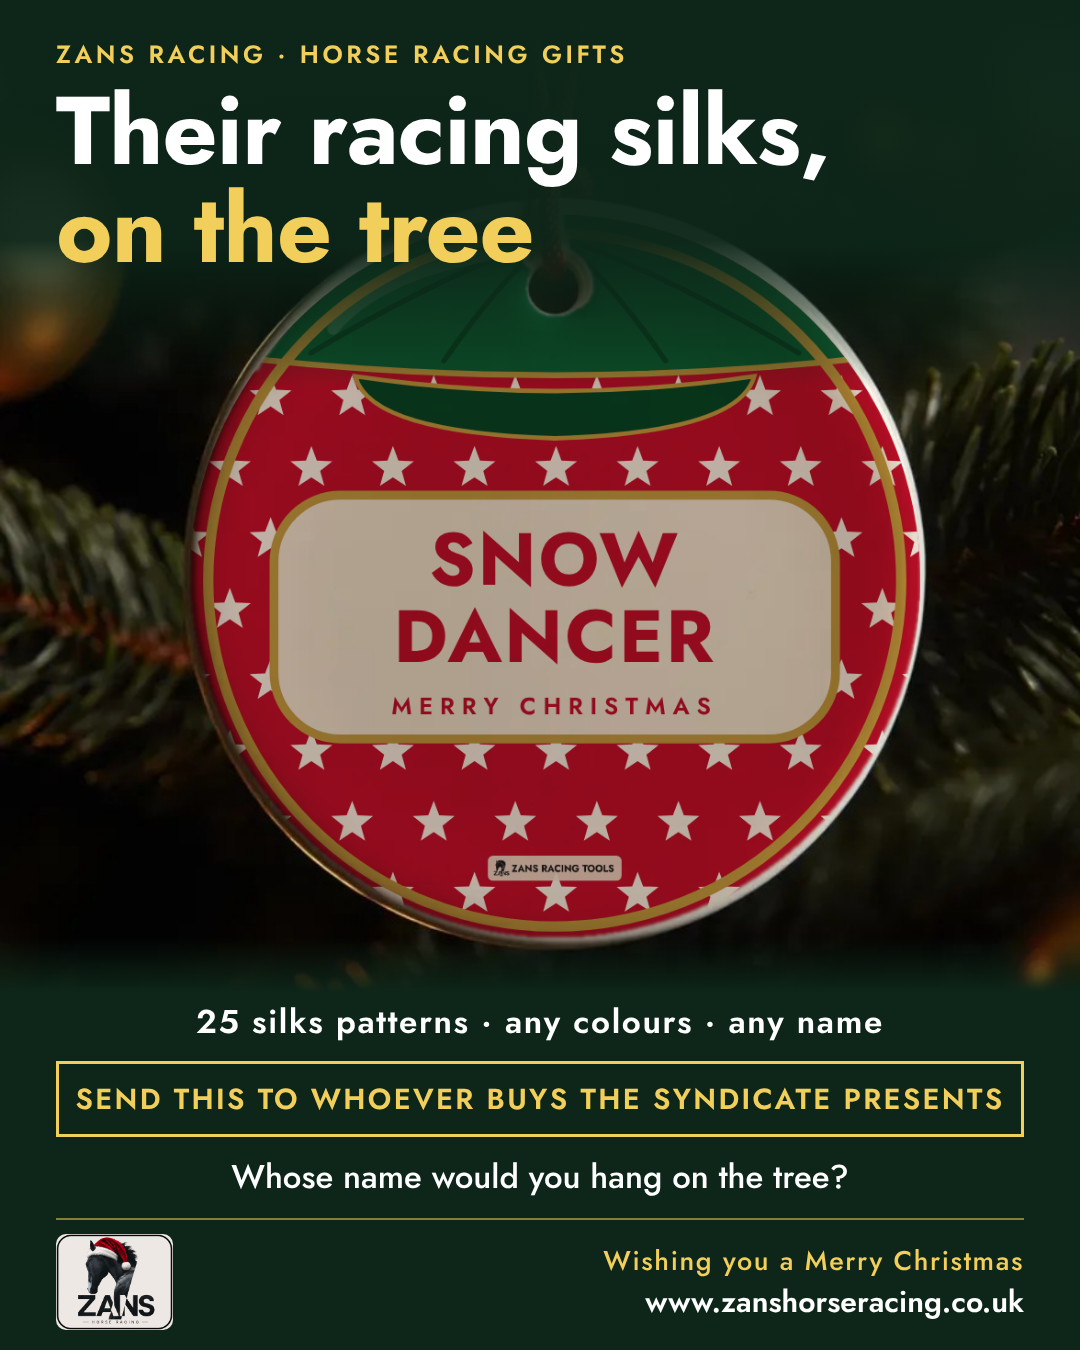 ZANS RACING · HORSE RACING GIFTS
Their racing silks,
on the tree
SNOW
DANCER
MERRY CHRISTMAS
ZANS RACING TOOLS
25 silks patterns · any colours · any name
SEND THIS TO WHOEVER BUYS THE SYNDICATE PRESENTS
Whose name would you hang on the tree?
ZANS
HORSE RACING
Wishing you a Merry Christmas
www.zanshorseracing.co.uk